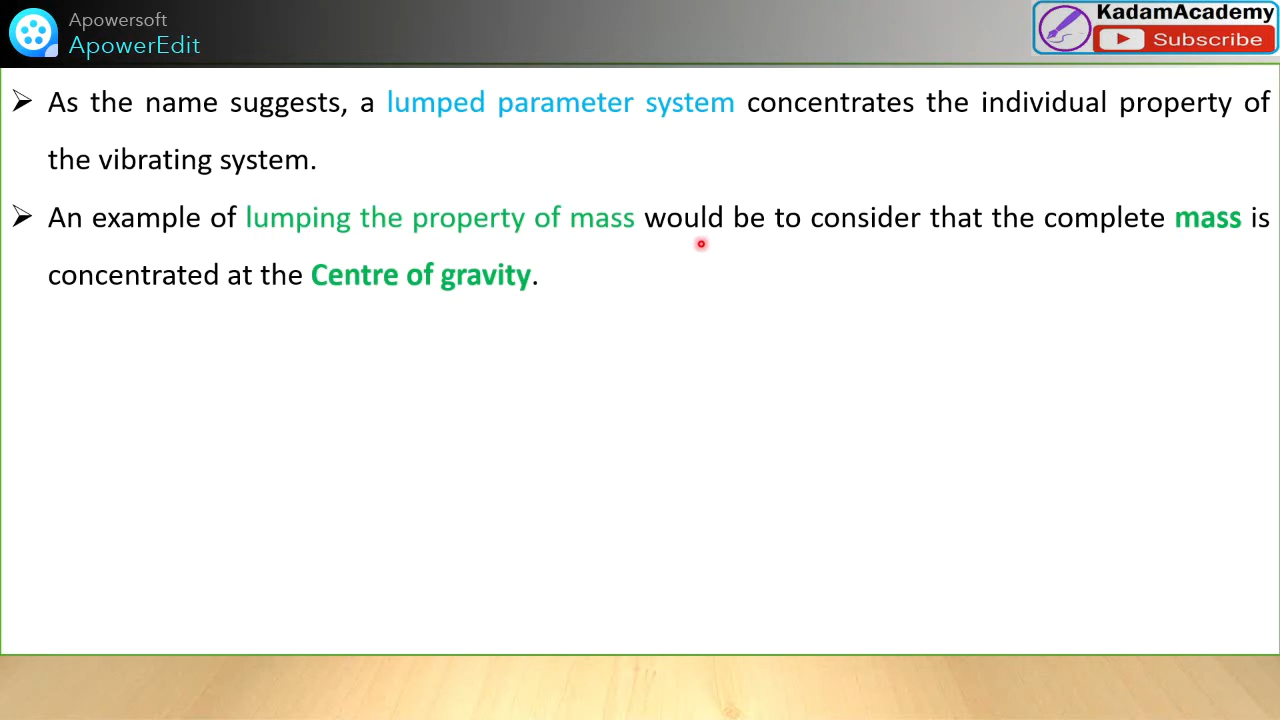 Apowersoft
ApowerEdit
KadamAcademy
Subscribe
➢ As the name suggests, a lumped parameter system concentrates the individual property of
the vibrating system.
➢ An example of lumping the property of mass would be to consider that the complete mass is
concentrated at the Centre of gravity.